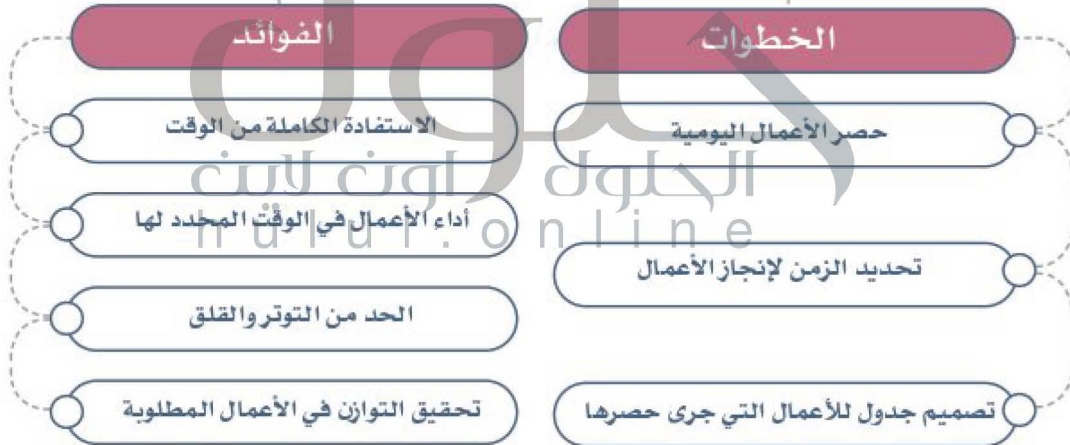 الخطوات
حصر الأعمال اليومية
تحديد الزمن لإنجاز الأعمال
تصميم جدول للأعمال التي جرى حصرها
الفوائد
الاستفادة الكاملة من الوقت
أداء الأعمال في الوقت المحدد لها
الحد من التوتر والقلق
تحقيق التوازن في الأعمال المطلوبة
حلول
الحلول اون لاين
hulul.online